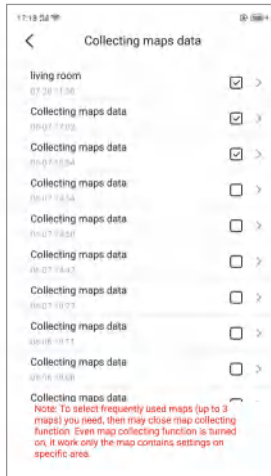 Collecting maps data
living room
Collecting maps data
Collecting maps data
Collecting maps data
Collecting maps data
Collecting maps data
Collecting maps data
Collecting maps data
Collecting maps data
Collecting maps data
Note: To select frequently used maps (up to 3
maps) you need, then may close map collecting
function. Even map collecting function is turned
on, it work only the map contains settings on
specific area.